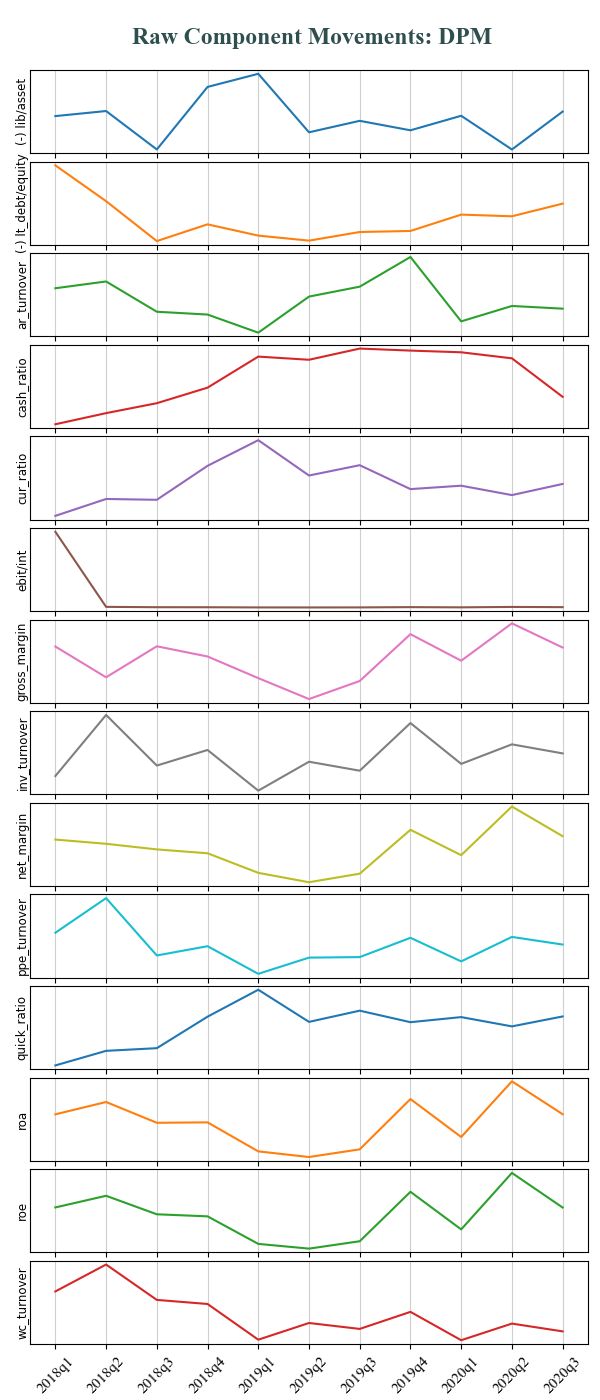 Raw Component Movements: DPM
(-) lib/asset
(-) lt_debt/equity
ar_turnover
cash_ratio
cur_ratio
ebit/int
gross_margin
inv_turnover
net_margin
ppe_turnover
quick_ratio
roa
roe
wc_turnover
2018q1 2018q2 2018q3 2018q4 2019q1 2019q2 2019q3 2019q4 2020q1 2020q2 2020q3